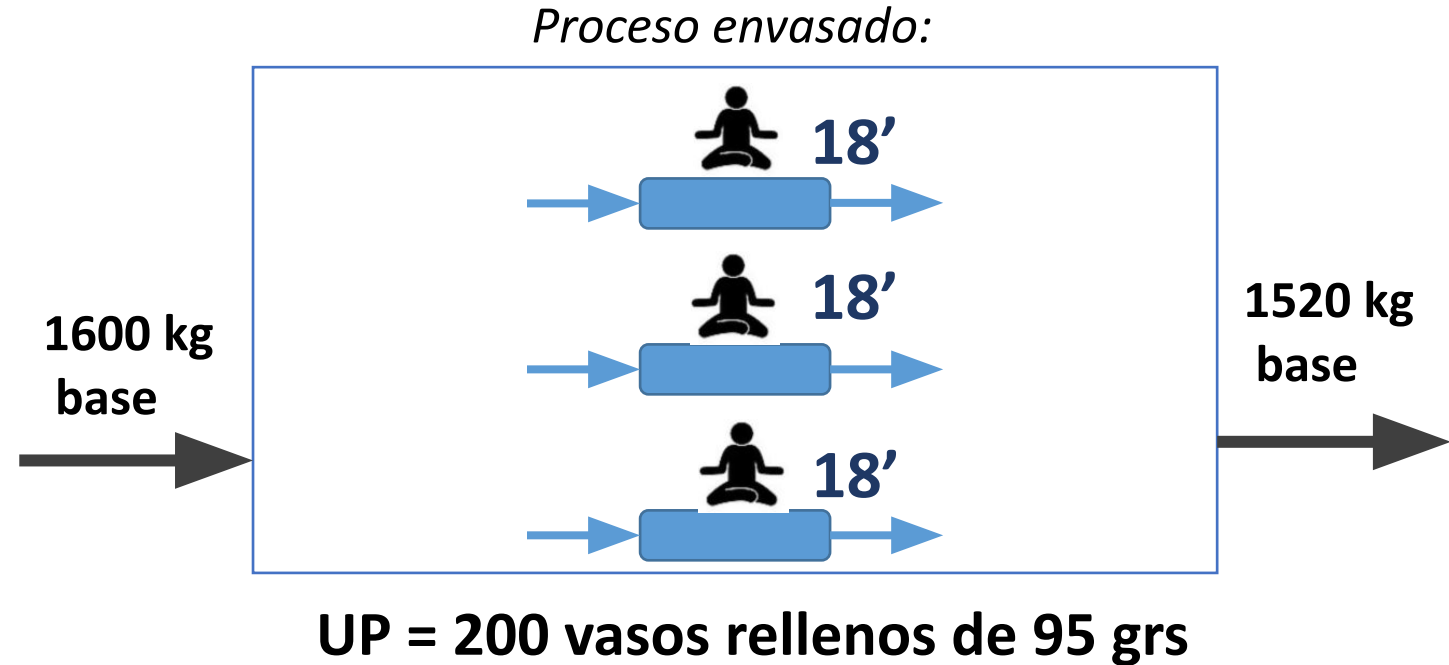 Proceso envasado:
18’
18’
18’
1600 kg
base
1520 kg
base
UP = 200 vasos rellenos de 95 grs